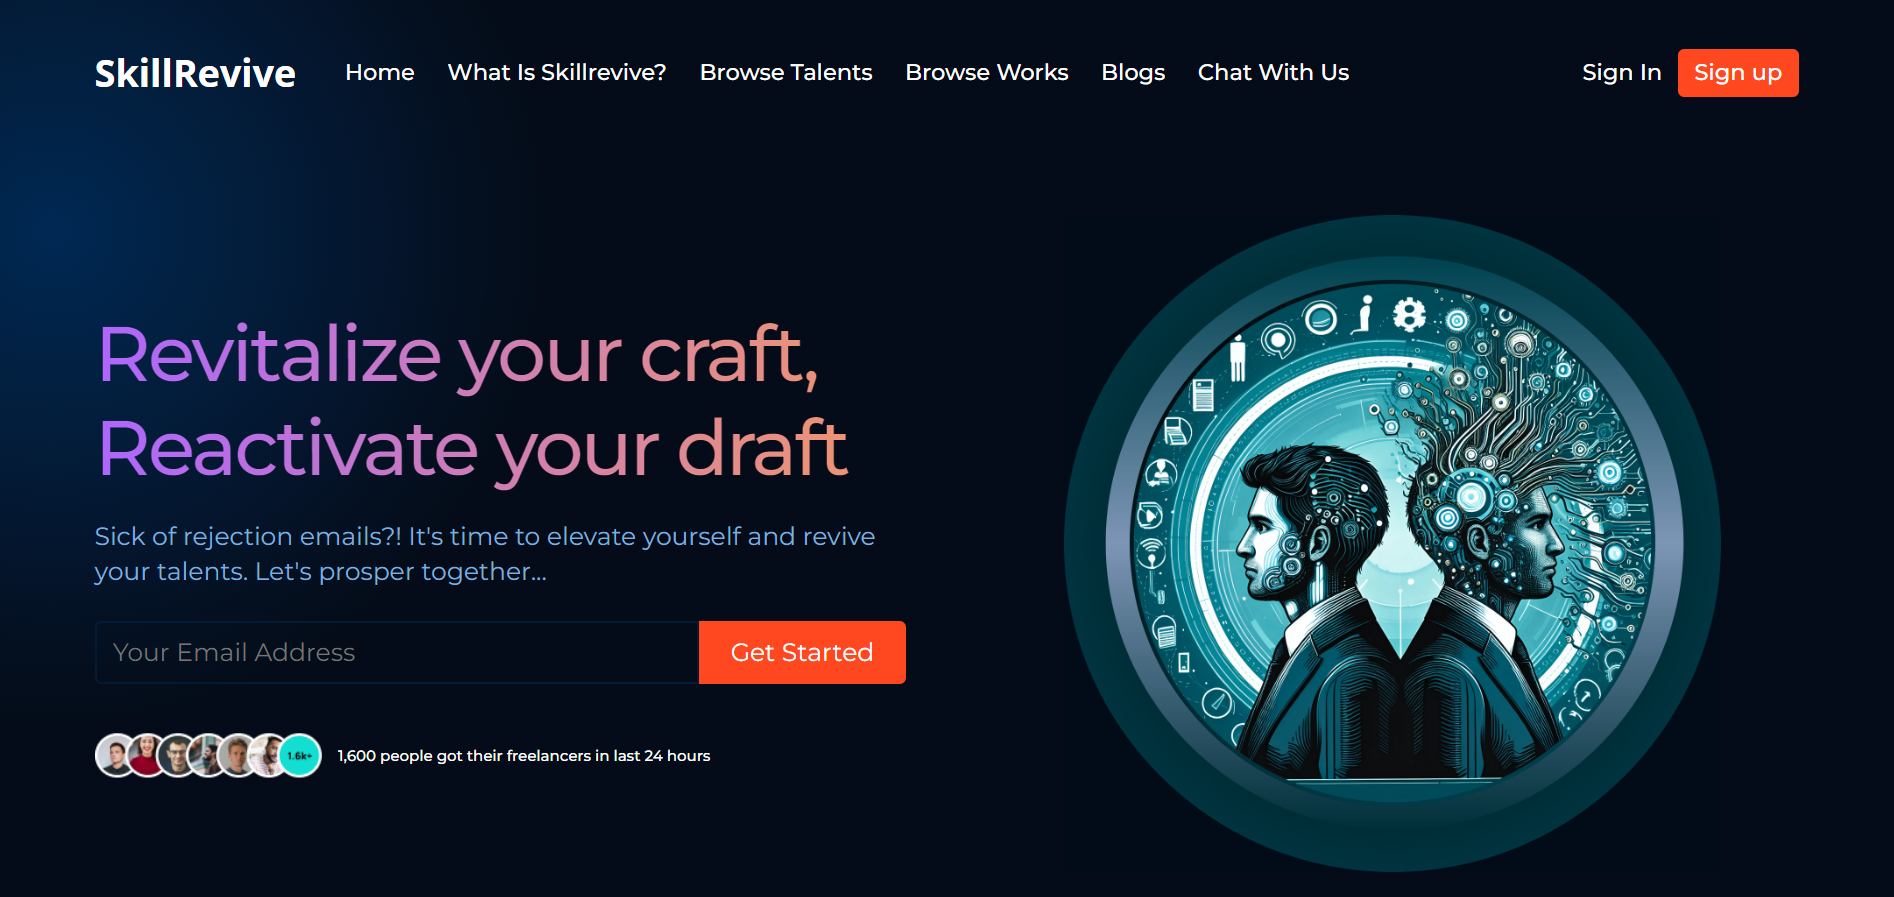 SkillRevive
Home
What Is Skillrevive?
Browse Talents
Browse Works
Blogs
Chat With Us
Sign In
Sign up
Revitalize your craft,
Reactivate your draft
Sick of rejection emails?! It's time to elevate yourself and revive
your talents. Let's prosper together...
Your Email Address
Get Started
1.6k+
1,600 people got their freelancers in last 24 hours